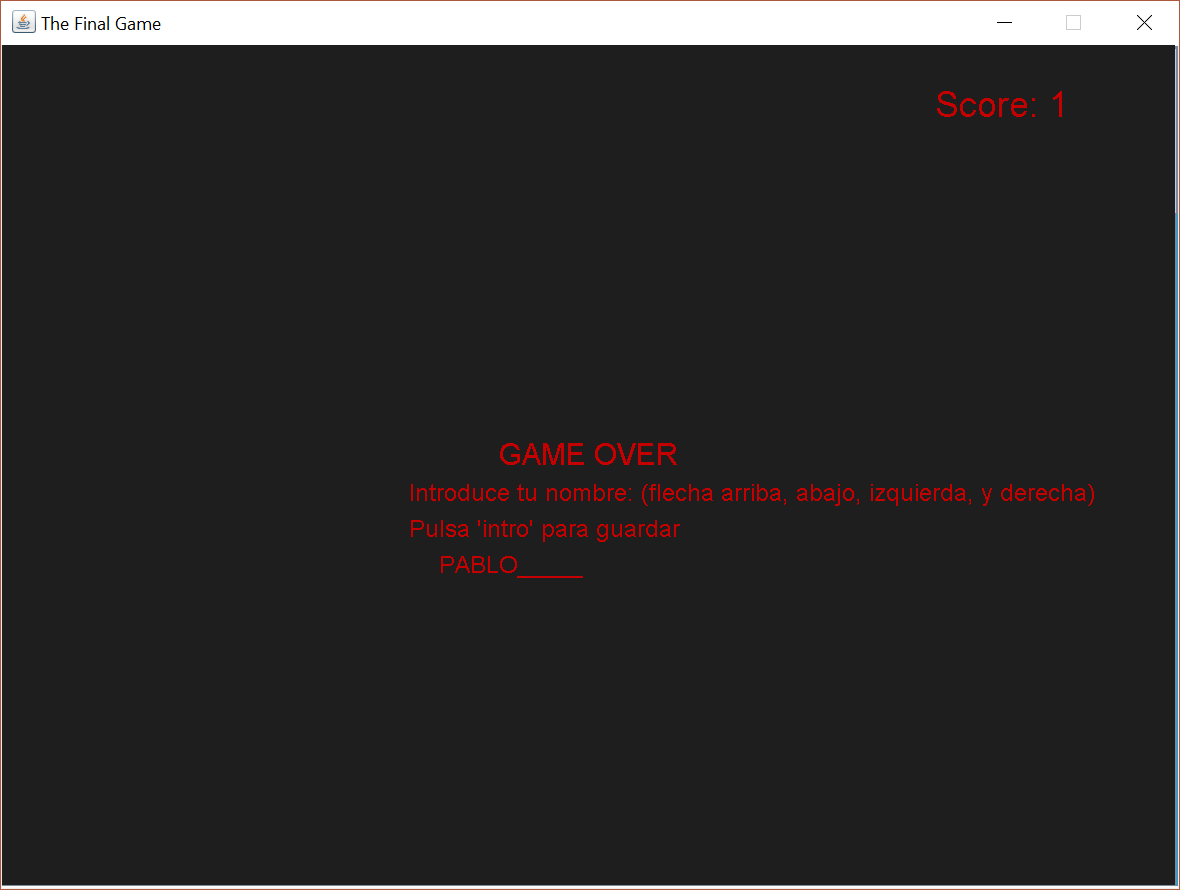 The Final Game
Score: 1
GAME OVER
Introduce tu nombre: (flecha arriba, abajo, izquierda, y derecha)
Pulsa 'intro' para guardar
PABLO_____